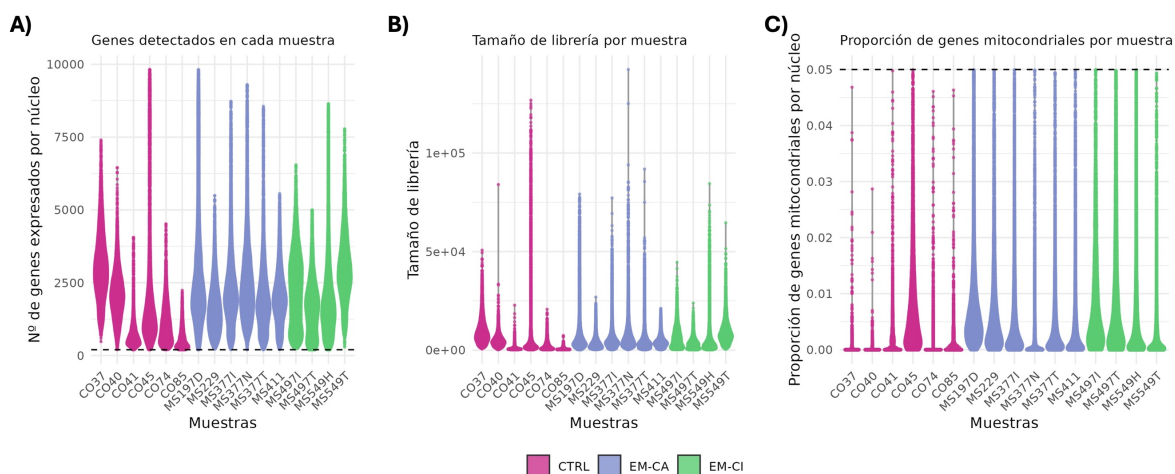 A)
Genes detectados en cada muestra
Nº de genes expresados por núcleo
10000
7500
5000
2500
0
CO37 CO40 CO41 CO45 CO74 CO85 MS197D MS229 MS377I MS377N MS377T MS411 MS497I MS497T MS549H MS549T
Muestras
B)
Tamaño de librería por muestra
Tamaño de librería
1e+05
5e+04
0e+00
CO37 CO40 CO41 CO45 CO74 CO85 MS197D MS229 MS377I MS377N MS377T MS411 MS497I MS497T MS549H MS549T
Muestras
C)
Proporción de genes mitocondriales por muestra
Proporción de genes mitocondriales por núcleo
0.05
0.04
0.03
0.02
0.01
0.00
CO37 CO40 CO41 CO45 CO74 CO85 MS197D MS229 MS377I MS377N MS377T MS411 MS497I MS497T MS549H MS549T
Muestras
CTRL EM-CA EM-CI